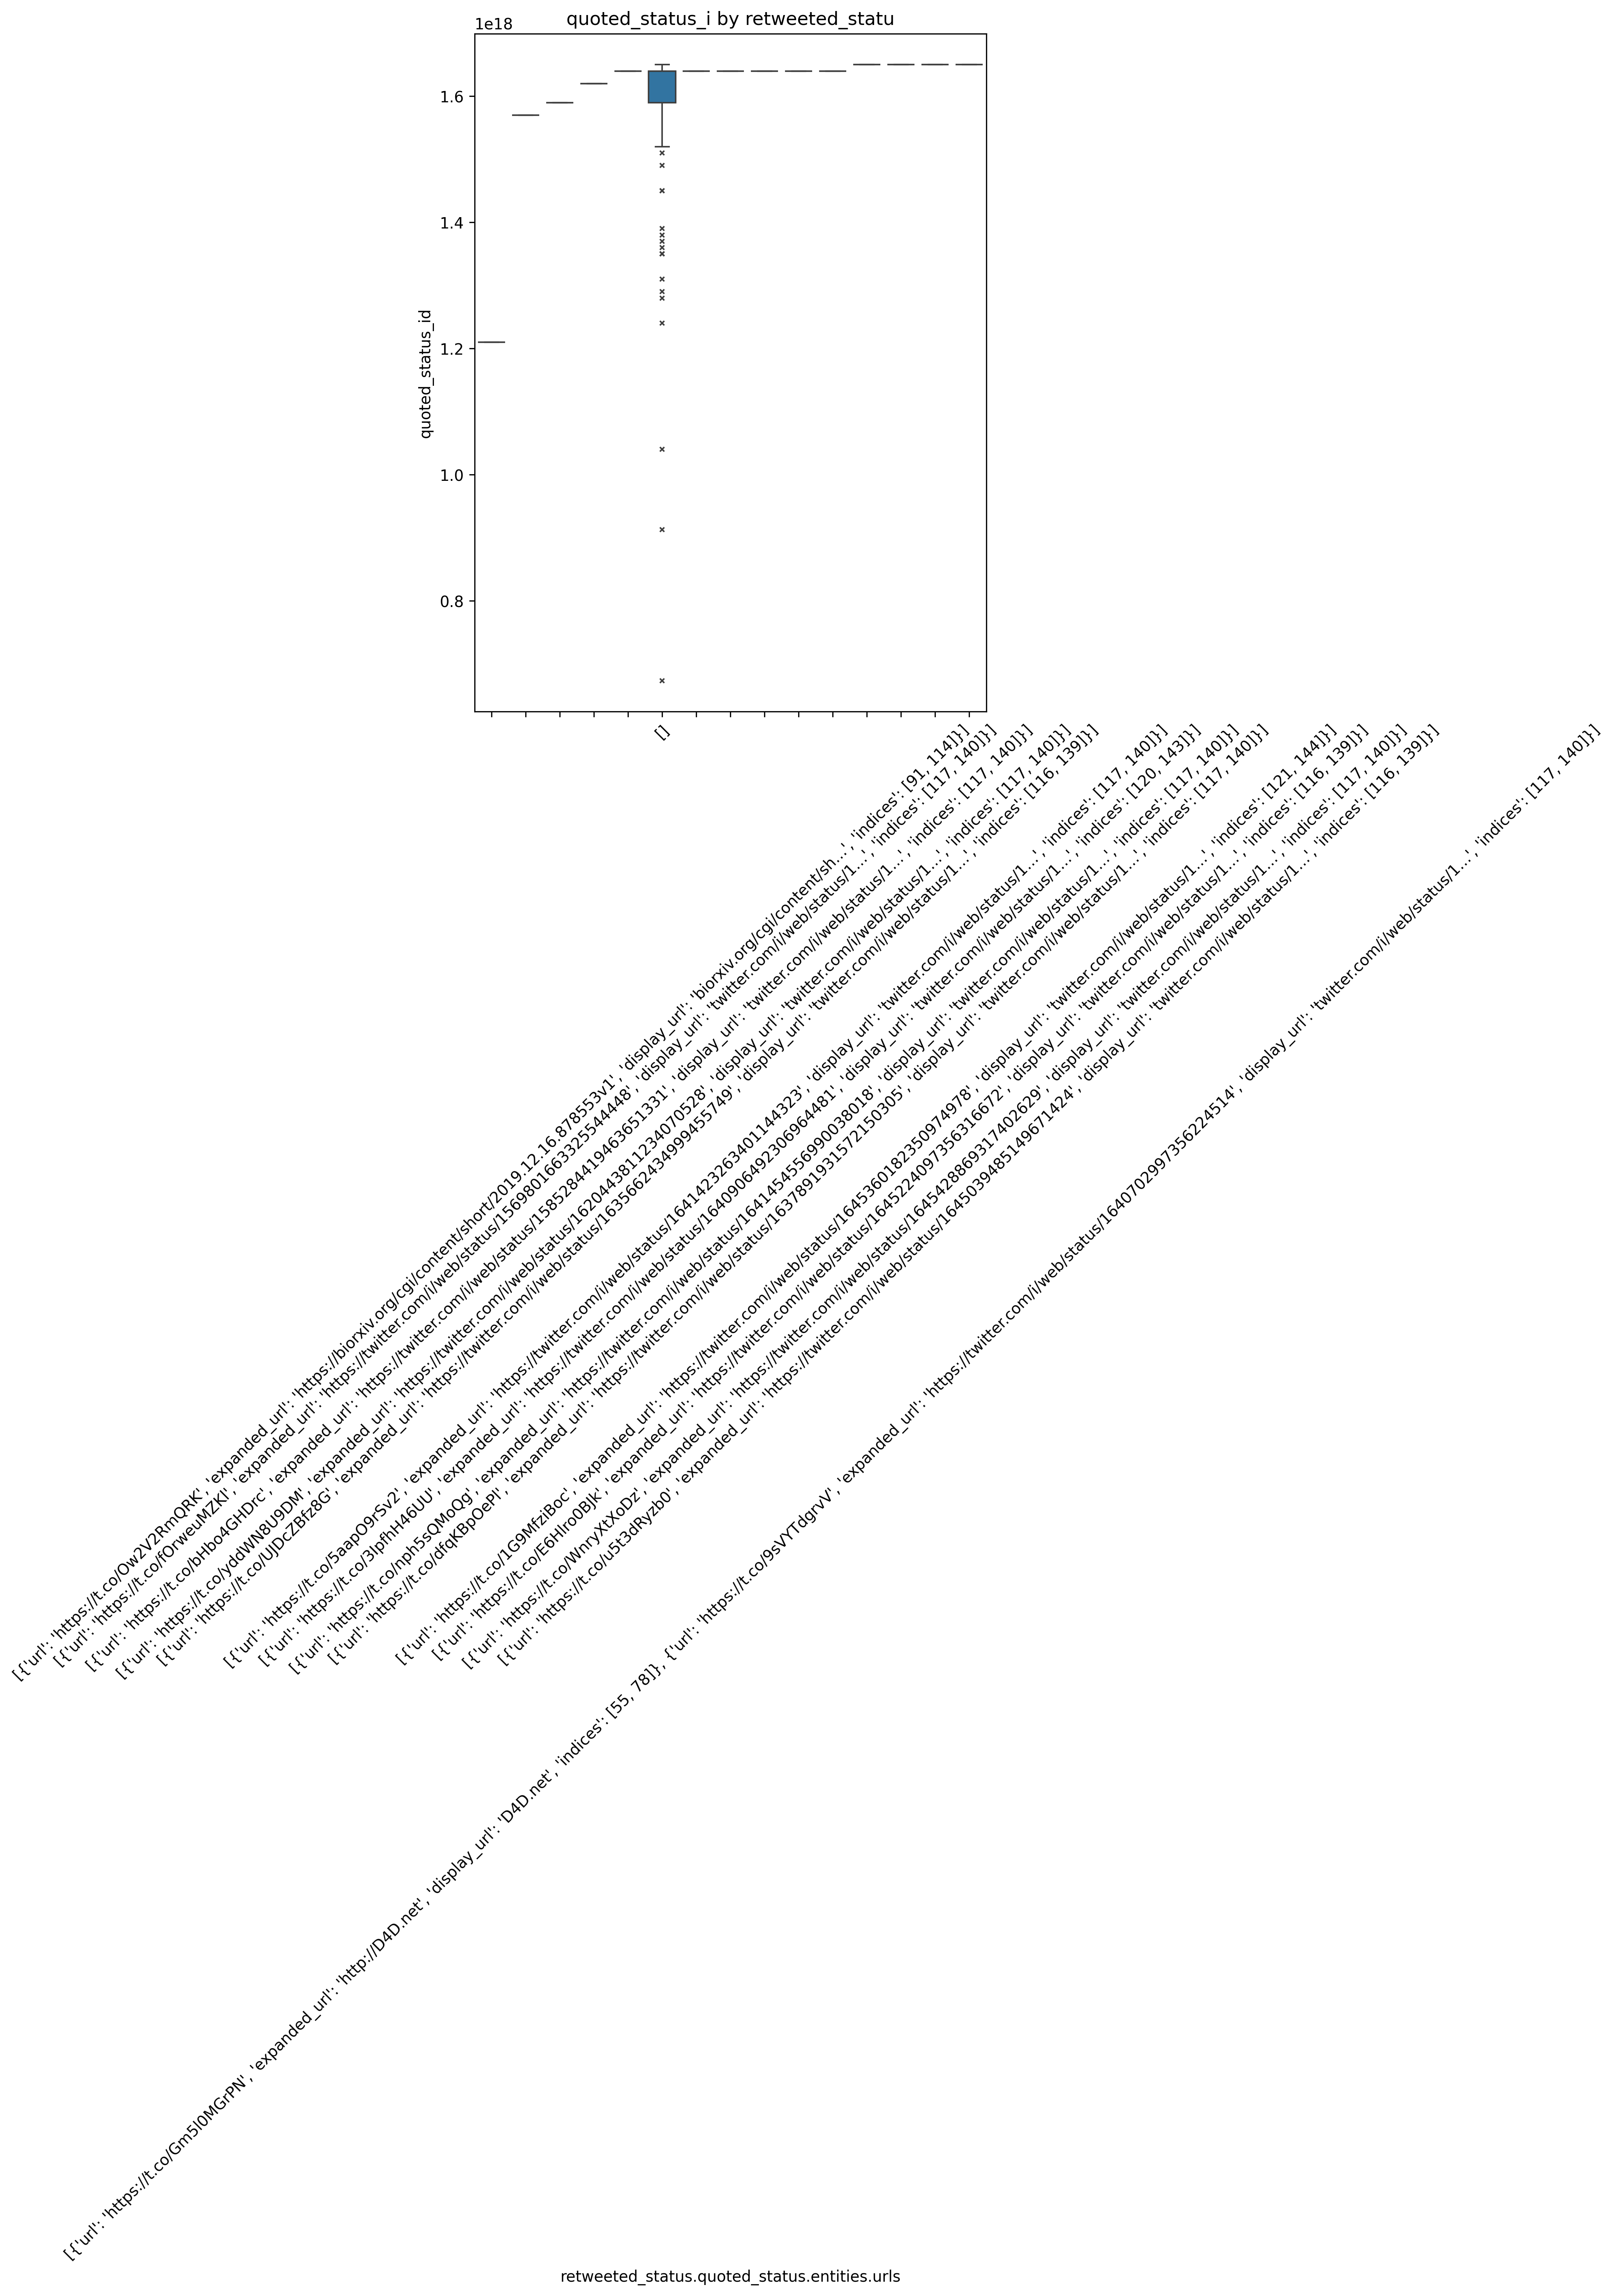 quoted_status_i by retweeted_statu
1e18
1.6
1.4
1.2
1.0
0.8
quoted_status_id
[{'url': 'https://t.co/Ow2V2RmQRK', 'expanded_url': 'https://biorxiv.org/cgi/content/short/2019.12.16.878553v1', 'display_url': 'biorxiv.org/cgi/content/sh…', 'indices': [91, 114]}]
[{'url': 'https://t.co/fOrweuMZKI', 'expanded_url': 'https://twitter.com/i/web/status/1569801663325544448', 'display_url': 'twitter.com/i/web/status/1…', 'indices': [117, 140]}]
[{'url': 'https://t.co/bHbo4GHDrc', 'expanded_url': 'https://twitter.com/i/web/status/1585284419463651331', 'display_url': 'twitter.com/i/web/status/1…', 'indices': [117, 140]}]
[{'url': 'https://t.co/yddWN8U9DM', 'expanded_url': 'https://twitter.com/i/web/status/1620443811234070528', 'display_url': 'twitter.com/i/web/status/1…', 'indices': [117, 140]}]
[{'url': 'https://t.co/UJDcZBfz8G', 'expanded_url': 'https://twitter.com/i/web/status/1635662434999455749', 'display_url': 'twitter.com/i/web/status/1…', 'indices': [116, 139]}]
[]
[{'url': 'https://t.co/5aapO9rSv2', 'expanded_url': 'https://twitter.com/i/web/status/1641423263401144323', 'display_url': 'twitter.com/i/web/status/1…', 'indices': [117, 140]}]
[{'url': 'https://t.co/3IpfhH46UU', 'expanded_url': 'https://twitter.com/i/web/status/1640906492306964481', 'display_url': 'twitter.com/i/web/status/1…', 'indices': [120, 143]}]
[{'url': 'https://t.co/nph5sQMoQg', 'expanded_url': 'https://twitter.com/i/web/status/1641454556990038018', 'display_url': 'twitter.com/i/web/status/1…', 'indices': [117, 140]}]
[{'url': 'https://t.co/dfqKBpOePl', 'expanded_url': 'https://twitter.com/i/web/status/1637891931572150305', 'display_url': 'twitter.com/i/web/status/1…', 'indices': [117, 140]}]
[{'url': 'https://t.co/Gm5l0MGrPN', 'expanded_url': 'http://D4D.net', 'display_url': 'D4D.net', 'indices': [55, 78]}, {'url': 'https://t.co/9sVYTdgrvV', 'expanded_url': 'https://twitter.com/i/web/status/1640702997356224514', 'display_url': 'twitter.com/i/web/status/1…', 'indices': [117, 140]}]
[{'url': 'https://t.co/1G9MfziBoc', 'expanded_url': 'https://twitter.com/i/web/status/1645360182350974978', 'display_url': 'twitter.com/i/web/status/1…', 'indices': [121, 144]}]
[{'url': 'https://t.co/E6Hlro0BJk', 'expanded_url': 'https://twitter.com/i/web/status/1645224097356316672', 'display_url': 'twitter.com/i/web/status/1…', 'indices': [116, 139]}]
[{'url': 'https://t.co/WnryXtXoDz', 'expanded_url': 'https://twitter.com/i/web/status/1645428869317402629', 'display_url': 'twitter.com/i/web/status/1…', 'indices': [117, 140]}]
[{'url': 'https://t.co/u5t3dRyzb0', 'expanded_url': 'https://twitter.com/i/web/status/1645039485149671424', 'display_url': 'twitter.com/i/web/status/1…', 'indices': [116, 139]}]
retweeted_status.quoted_status.entities.urls